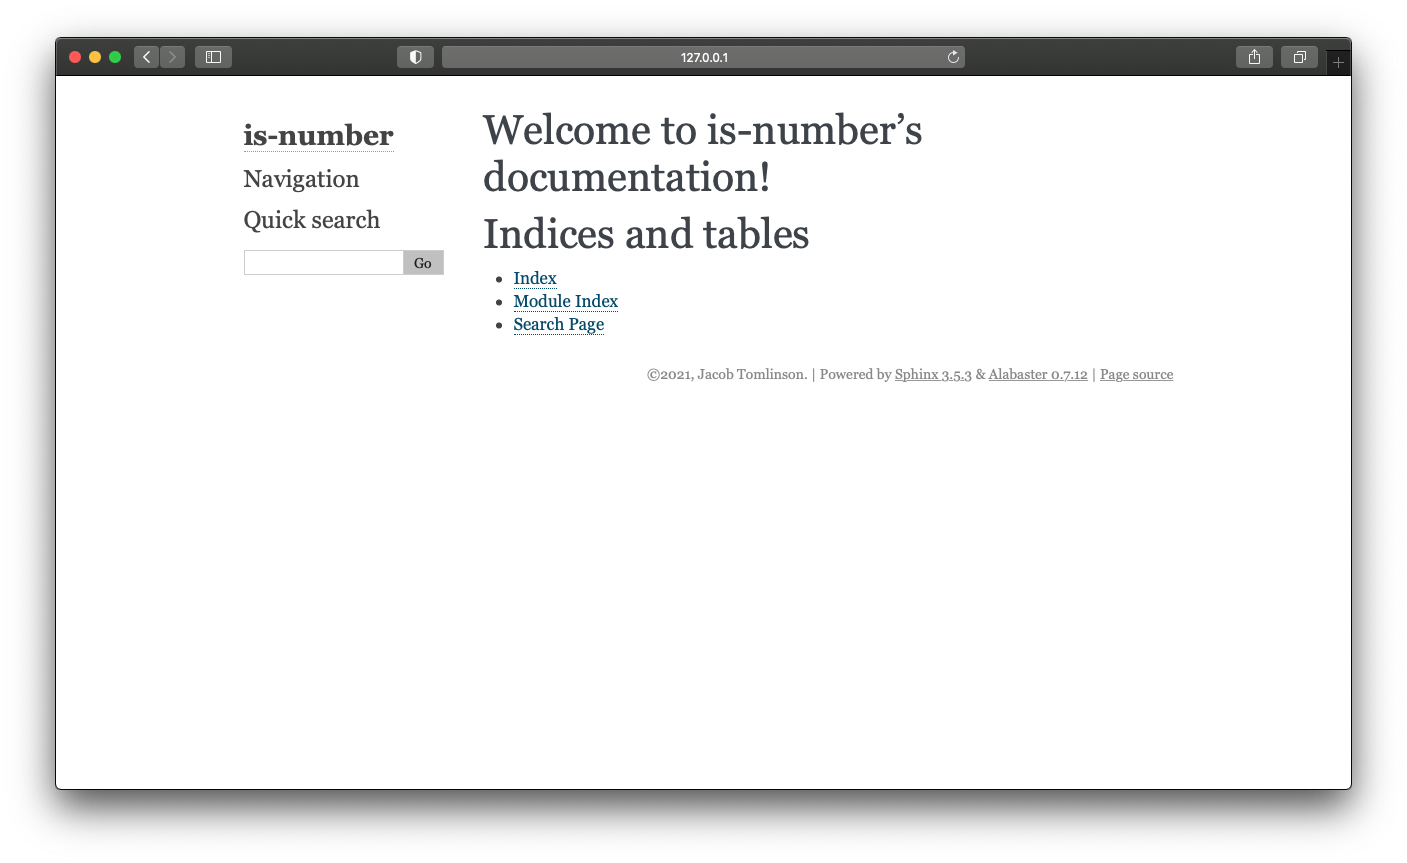 127.0.0.1
is-number
Navigation
Quick search
Go
Welcome to is-number’s
documentation!
Indices and tables
Index
Module Index
Search Page
©2021, Jacob Tomlinson. | Powered by Sphinx 3.5.3 & Alabaster 0.7.12 | Page source